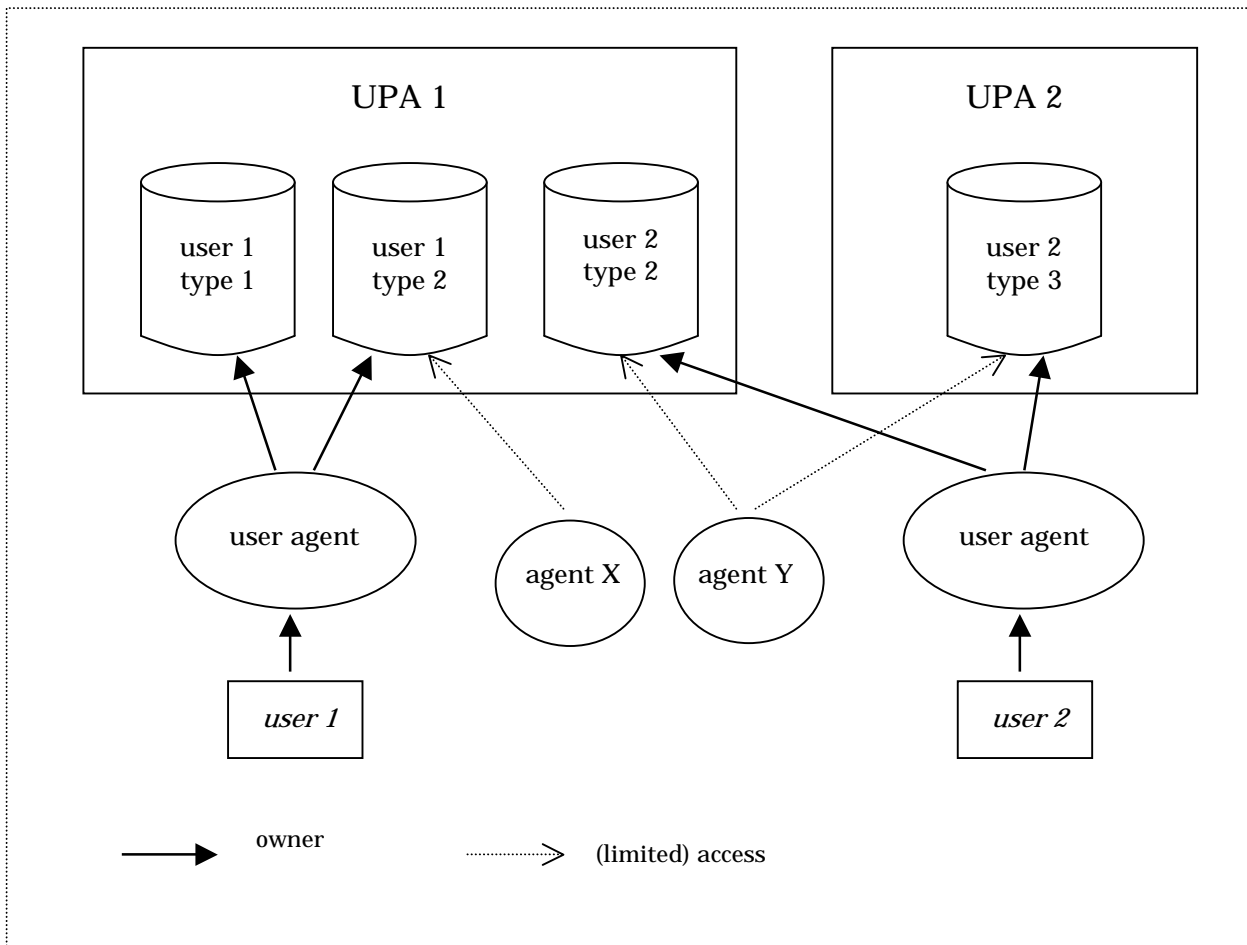 UPA 1
UPA 2
user 1
type 1
user 1
type 2
user 2
type 2
user 2
type 3
user agent
agent X
agent Y
user agent
user 1
user 2
owner
(limited) access